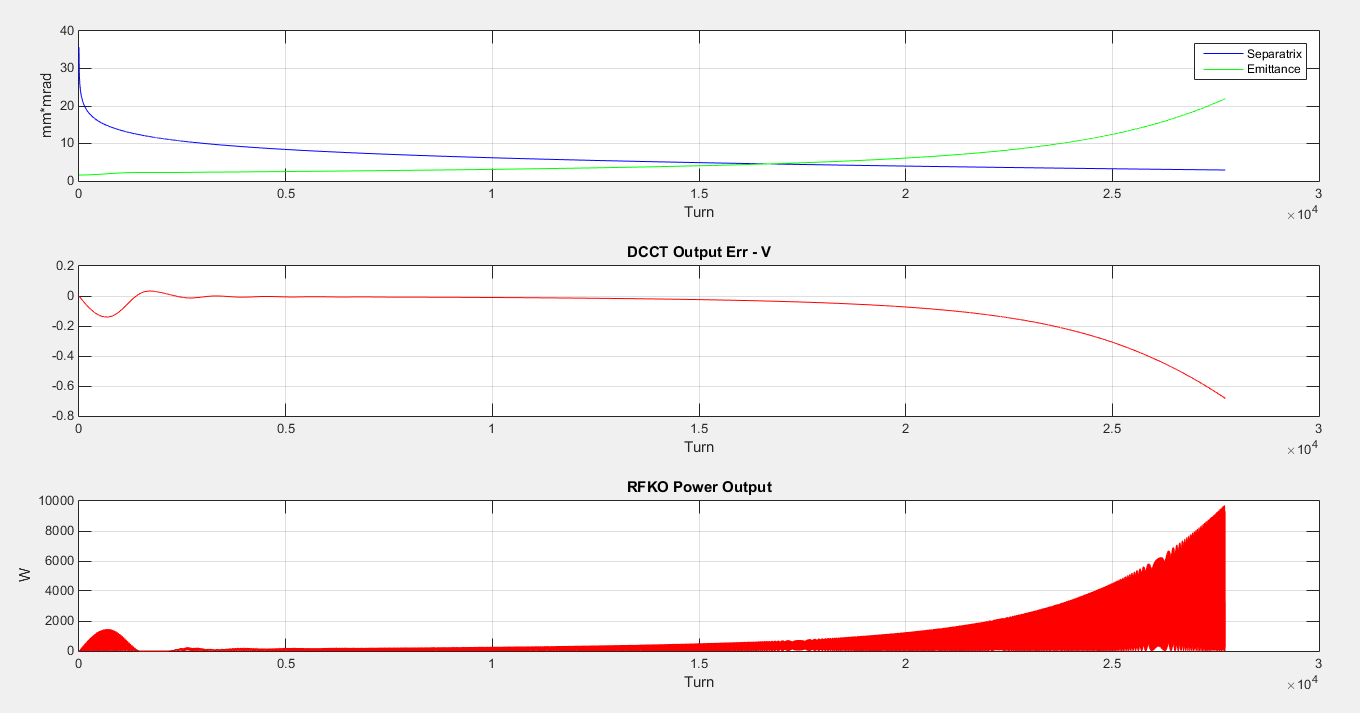 40
30
20
10
0
mm*mrad
Separatrix
Emittance
0 0.5 1 1.5 2 2.5 3
Turn
×10^4
DCCT Output Err - V
0.2
0
-0.2
-0.4
-0.6
-0.8
0 0.5 1 1.5 2 2.5 3
Turn
×10^4
RFKO Power Output
10000
8000
6000
4000
2000
0
W
0 0.5 1 1.5 2 2.5 3
Turn
×10^4